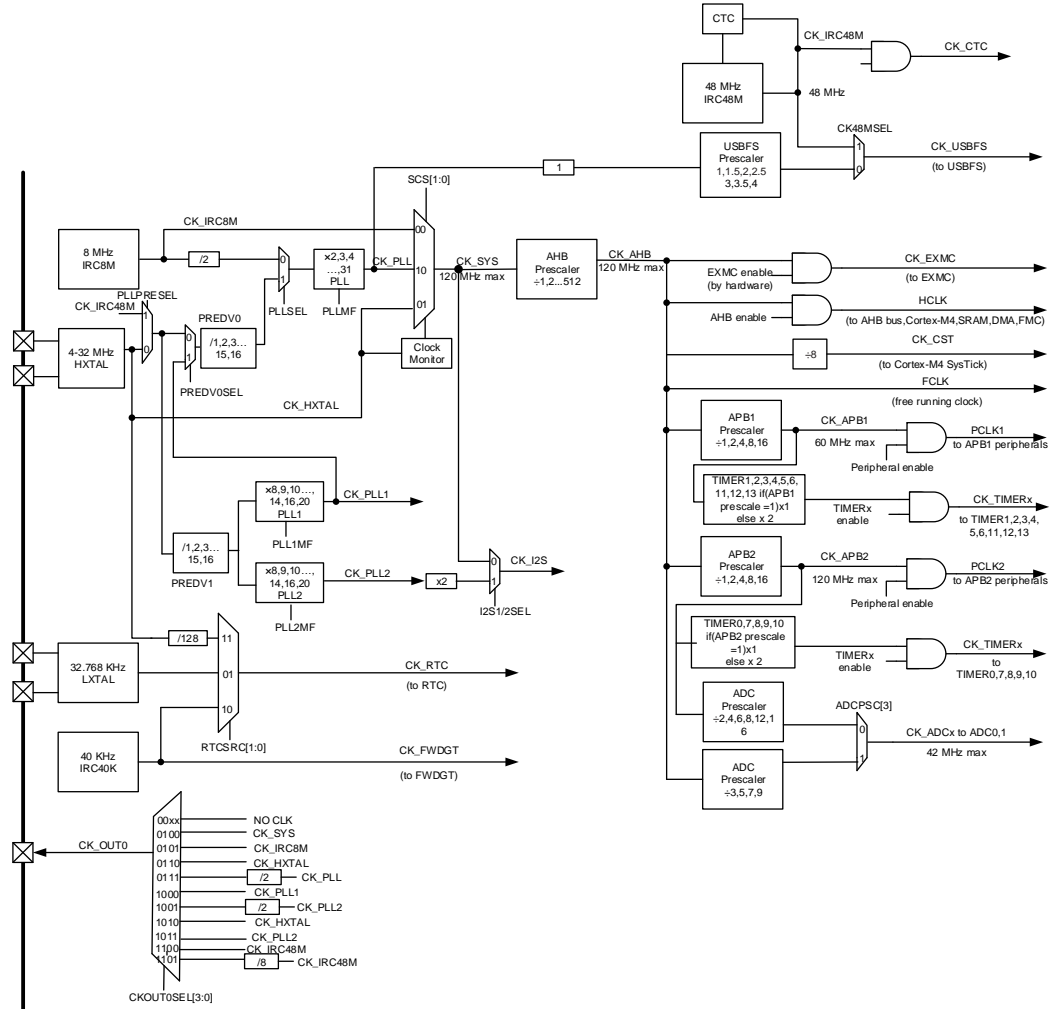 CTC
CK_IRC48M
CK_CTC
48 MHz
IRC48M
48 MHz
CK48MSEL
USBFS
Prescaler
1,1.5,2,2.5
3,3.5,4
1
0
CK_USBFS
(to USBFS)
1
SCS[1:0]
CK_IRC8M
8 MHz
IRC8M
/2
0
1
PLLSEL
×2,3,4
…,31
PLL
PLLMF
CK_PLL
00
10
01
CK_SYS
120 MHz max
AHB
Prescaler
÷1,2...512
CK_AHB
120 MHz max
EXMC enable
(by hardware)
CK_EXMC
(to EXMC)
AHB enable
HCLK
(to AHB bus,Cortex-M4,SRAM,DMA,FMC)
÷8
CK_CST
(to Cortex-M4 SysTick)
FCLK
(free running clock)
PLLPRESEL
CK_IRC48M
1
0
4-32 MHz
HXTAL
0
1
PREDV0
/1,2,3…
15,16
PREDV0SEL
Clock
Monitor
CK_HXTAL
APB1
Prescaler
÷1,2,4,8,16
CK_APB1
60 MHz max
Peripheral enable
PCLK1
to APB1 peripherals
TIMER1,2,3,4,5,6,
11,12,13 if(APB1
prescale =1)x1
else x 2
TIMERx
enable
CK_TIMERx
to TIMER1,2,3,4,
5,6,11,12,13
×8,9,10…,
14,16,20
PLL1
PLL1MF
CK_PLL1
/1,2,3…
15,16
PREDV1
×8,9,10…,
14,16,20
PLL2
PLL2MF
CK_PLL2
x2
0
1
CK_I2S
I2S1/2SEL
APB2
Prescaler
÷1,2,4,8,16
CK_APB2
120 MHz max
Peripheral enable
PCLK2
to APB2 peripherals
TIMER0,7,8,9,10
if(APB2 prescale
=1)x1
else x 2
TIMERx
enable
CK_TIMERx
to
TIMER0,7,8,9,10
/128
11
01
10
32.768 KHz
LXTAL
CK_RTC
(to RTC)
RTCSRC[1:0]
40 KHz
IRC40K
CK_FWDGT
(to FWDGT)
ADC
Prescaler
÷2,4,6,8,12,1
6
ADCPSC[3]
0
1
CK_ADCx to ADC0,1
42 MHz max
ADC
Prescaler
÷3,5,7,9
CK_OUT0
00xx NO CLK
0100 CK_SYS
0101 CK_IRC8M
0110 CK_HXTAL
0111 /2 CK_PLL
1000 CK_PLL1
1001 /2 CK_PLL2
1010 CK_HXTAL
1011 CK_PLL2
1100 CK_IRC48M
1101 /8 CK_IRC48M
CKOUT0SEL[3:0]